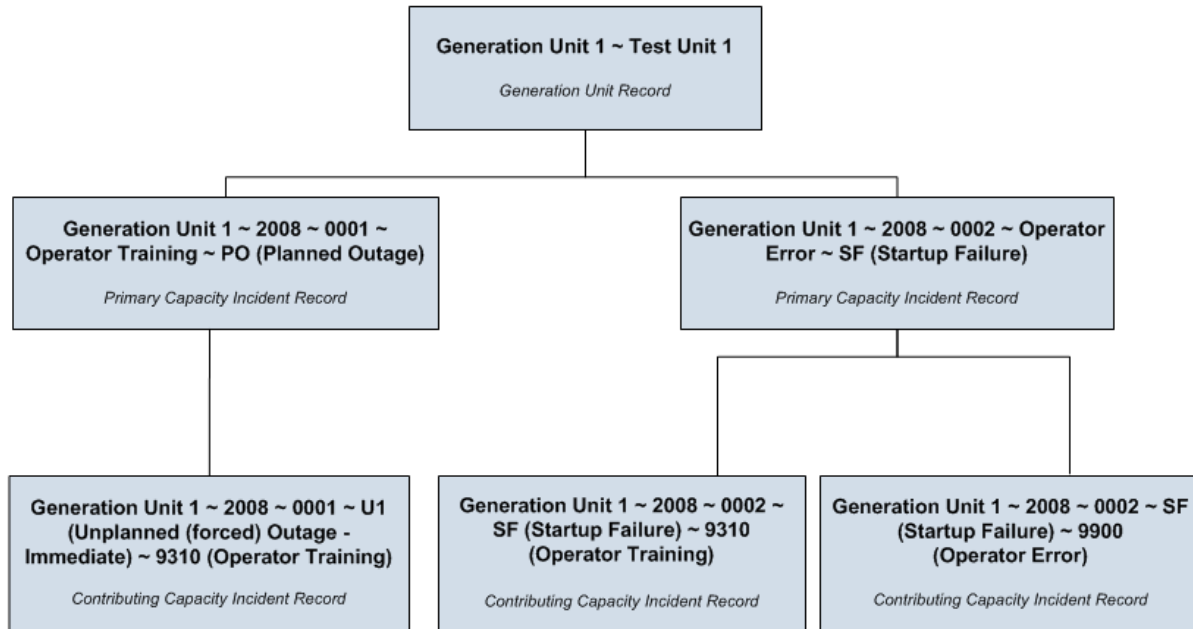 Generation Unit 1 ~ Test Unit 1
Generation Unit Record
Generation Unit 1 ~ 2008 ~ 0001 ~
Operator Training ~ PO (Planned Outage)
Primary Capacity Incident Record
Generation Unit 1 ~ 2008 ~ 0002 ~ Operator
Error ~ SF (Startup Failure)
Primary Capacity Incident Record
Generation Unit 1 ~ 2008 ~ 0001 ~ U1
(Unplanned (forced) Outage -
Immediate) ~ 9310 (Operator Training)
Contributing Capacity Incident Record
Generation Unit 1 ~ 2008 ~ 0002 ~
SF (Startup Failure) ~ 9310
(Operator Training)
Contributing Capacity Incident Record
Generation Unit 1 ~ 2008 ~ 0002 ~ SF
(Startup Failure) ~ 9900
(Operator Error)
Contributing Capacity Incident Record